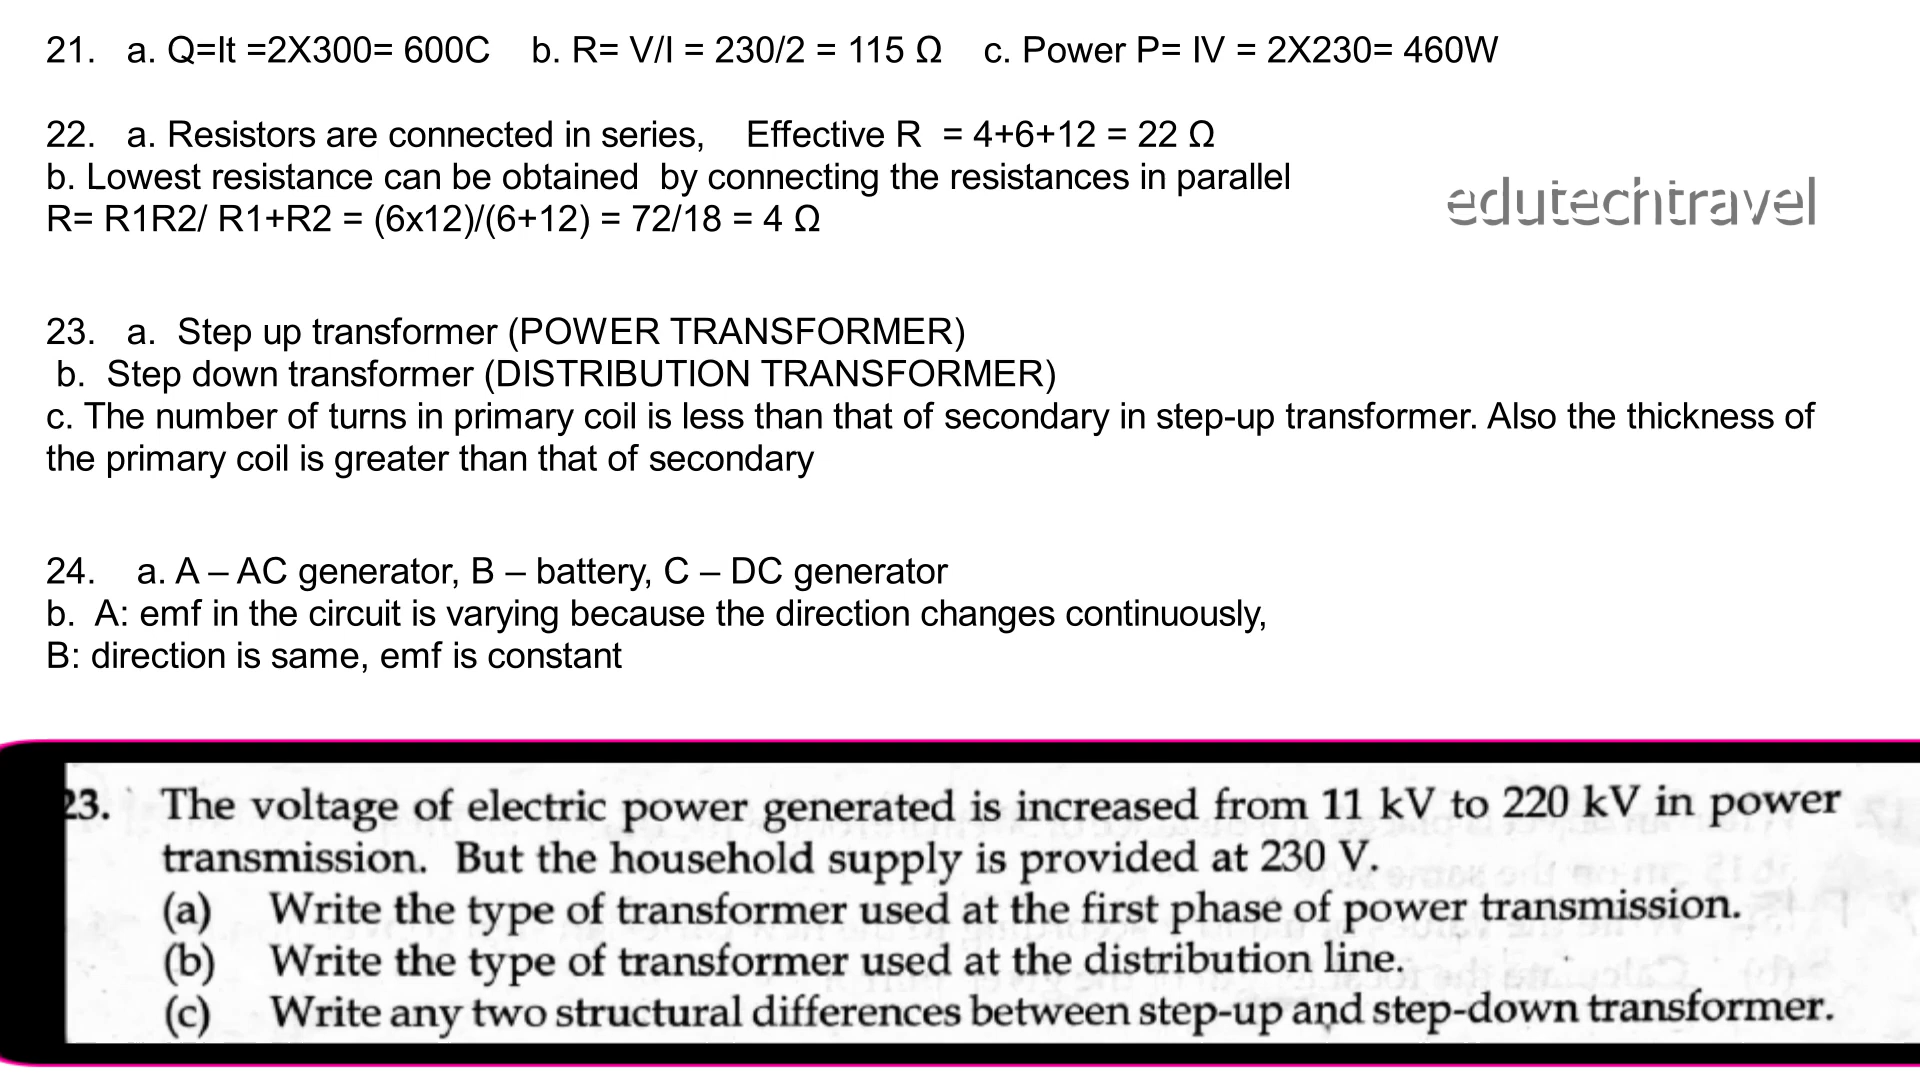 21.   a. Q=It =2X300= 600C    b. R= V/I = 230/2 = 115 Ω    c. Power P= IV = 2X230= 460W
22.   a. Resistors are connected in series,    Effective R  = 4+6+12 = 22 Ω
b. Lowest resistance can be obtained  by connecting the resistances in parallel
R= R1R2/ R1+R2 = (6x12)/(6+12) = 72/18 = 4 Ω
edutechtravel
23.   a.  Step up transformer (POWER TRANSFORMER)
b.  Step down transformer (DISTRIBUTION TRANSFORMER)
c. The number of turns in primary coil is less than that of secondary in step-up transformer. Also the thickness of
the primary coil is greater than that of secondary
24.    a. A – AC generator, B – battery, C – DC generator
b.  A: emf in the circuit is varying because the direction changes continuously,
B: direction is same, emf is constant
23. The voltage of electric power generated is increased from 11 kV to 220 kV in power
transmission. But the household supply is provided at 230 V.
(a) Write the type of transformer used at the first phase of power transmission.
(b) Write the type of transformer used at the distribution line.
(c) Write any two structural differences between step-up and step-down transformer.